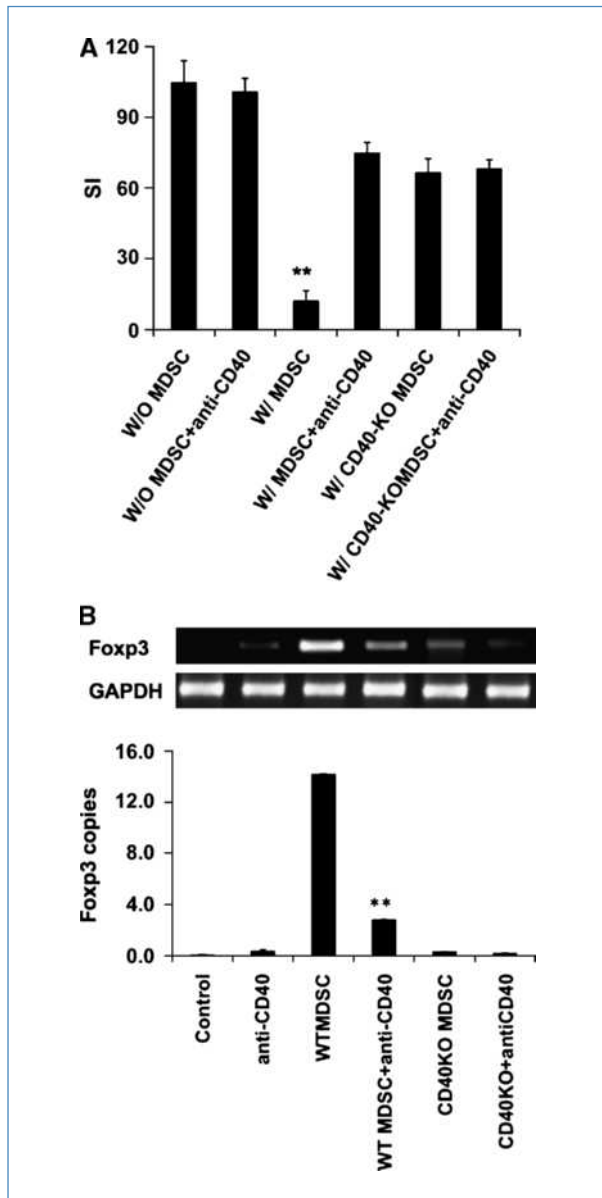 A
120
90
60
30
0
SI
**
W/O MDSC
W/O MDSC+anti-CD40
W/ MDSC
W/ MDSC+anti-CD40
W/ CD40-KO MDSC
W/ CD40-KOMDSC+anti-CD40
B
Foxp3
GAPDH
16.0
12.0
8.0
4.0
0.0
Foxp3 copies
**
Control
anti-CD40
WTMDSC
WT MDSC+anti-CD40
CD40KO MDSC
CD40KO+antiCD40